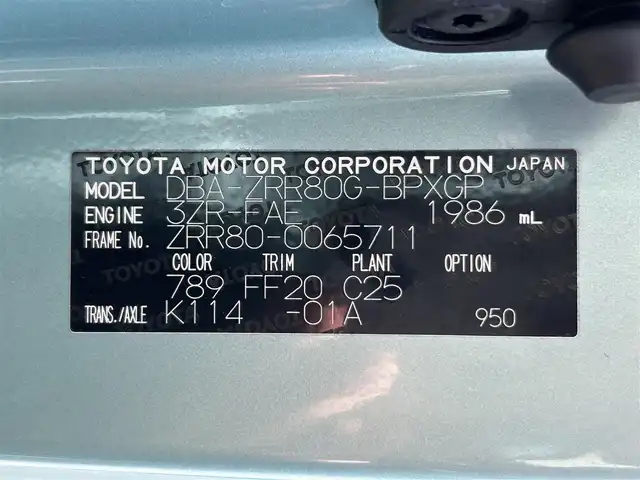 TOYOTA MOTOR CORPORATION JAPAN
MODEL DBA-ZRR80G-BPXGP
ENGINE 3ZR-FAE 1986 mL
FRAME No. ZRR80-0065711
COLOR TRIM PLANT OPTION
789 FF20 C25
TRANS./AXLE K114 -01A 950